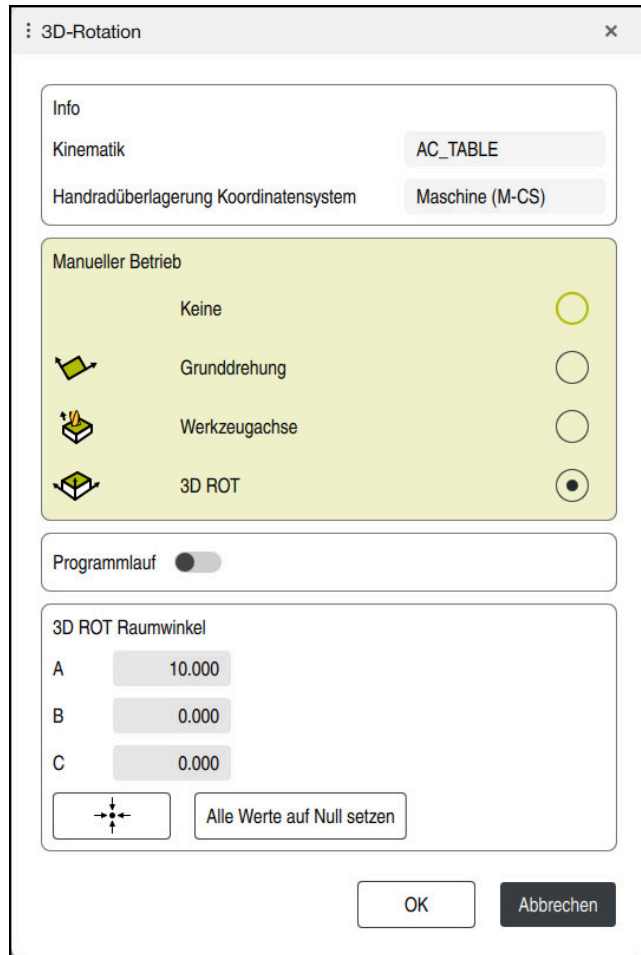 3D-Rotation
Info
Kinematik AC_TABLE
Handradüberlagerung Koordinatensystem Maschine (M-CS)
Manueller Betrieb
Keine
Grunddrehung
Werkzeugachse
3D ROT
Programmlauf
3D ROT Raumwinkel
A 10.000
B 0.000
C 0.000
Alle Werte auf Null setzen
OK Abbrechen